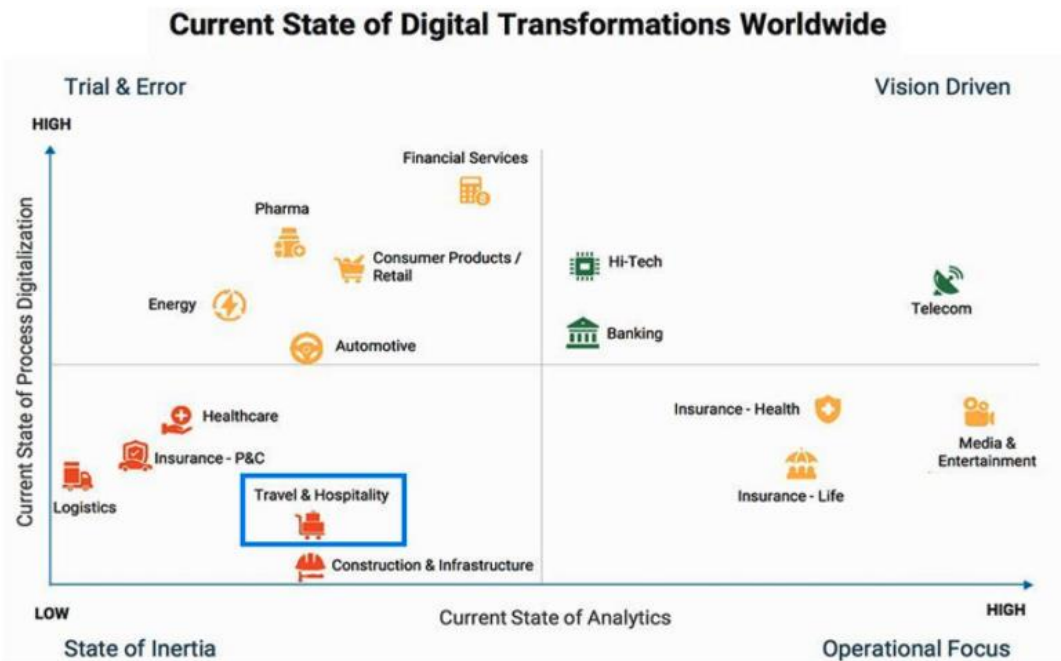 Current State of Digital Transformations Worldwide
Trial & Error
Vision Driven
HIGH
Financial Services
Pharma
Consumer Products /
Retail
Hi-Tech
Energy
Telecom
Automotive
Banking
Current State of Process Digitalization
Healthcare
Insurance - Health
Insurance - P&C
Media &
Entertainment
Logistics
Travel & Hospitality
Insurance - Life
Construction & Infrastructure
LOW
Current State of Analytics
HIGH
State of Inertia
Operational Focus